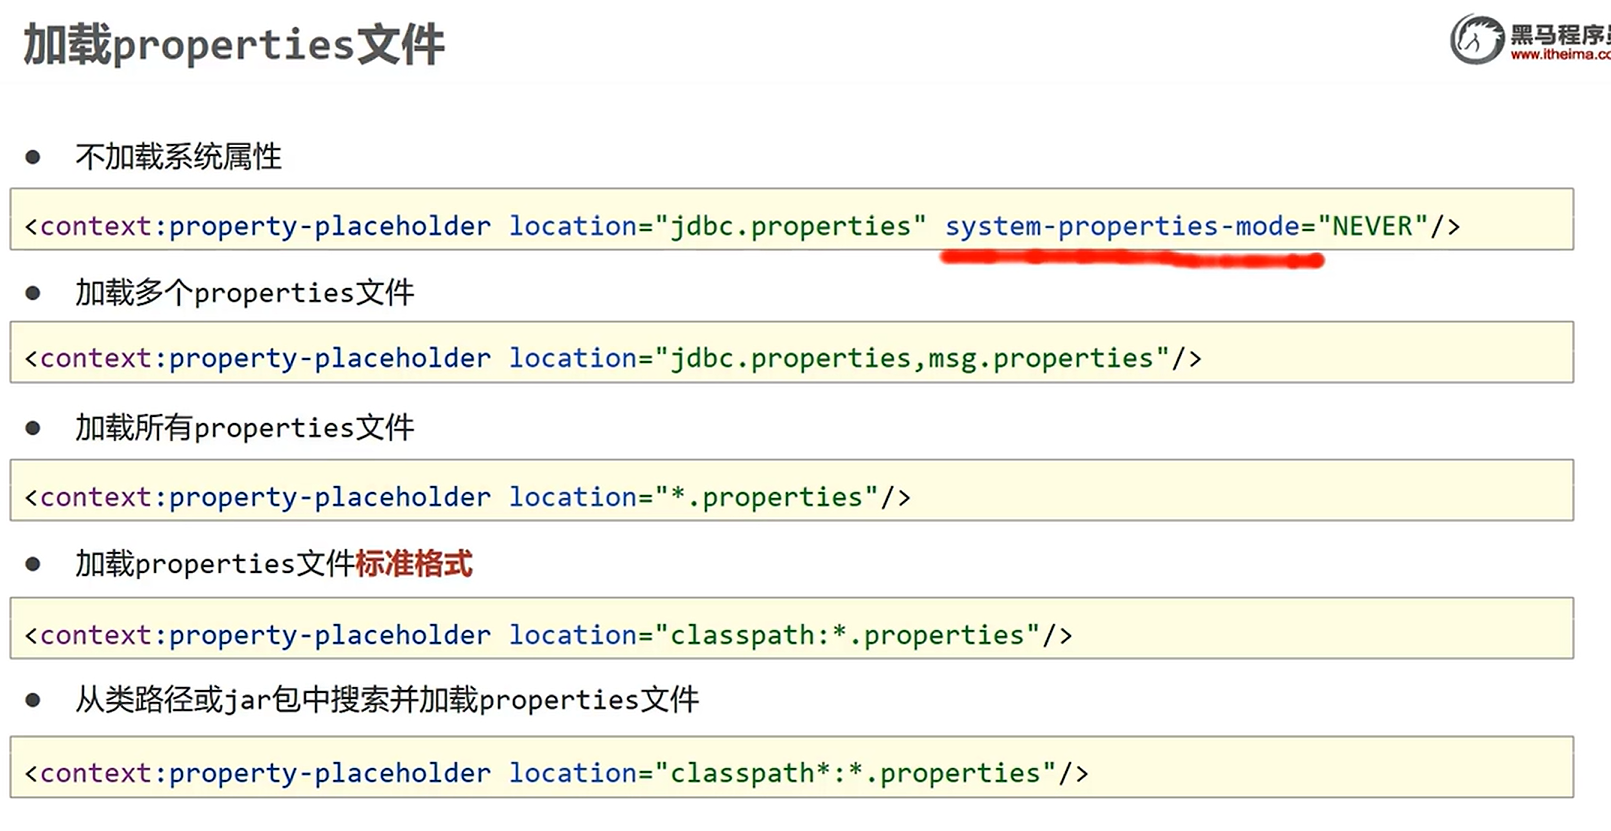 加载properties文件
黑马程序员
www.itheima.co
不加载系统属性
<context:property-placeholder location="jdbc.properties" system-properties-mode="NEVER"/>
加载多个properties文件
<context:property-placeholder location="jdbc.properties,msg.properties"/>
加载所有properties文件
<context:property-placeholder location="*.properties"/>
加载properties文件标准格式
<context:property-placeholder location="classpath:*.properties"/>
从类路径或jar包中搜索并加载properties文件
<context:property-placeholder location="classpath*:*.properties"/>